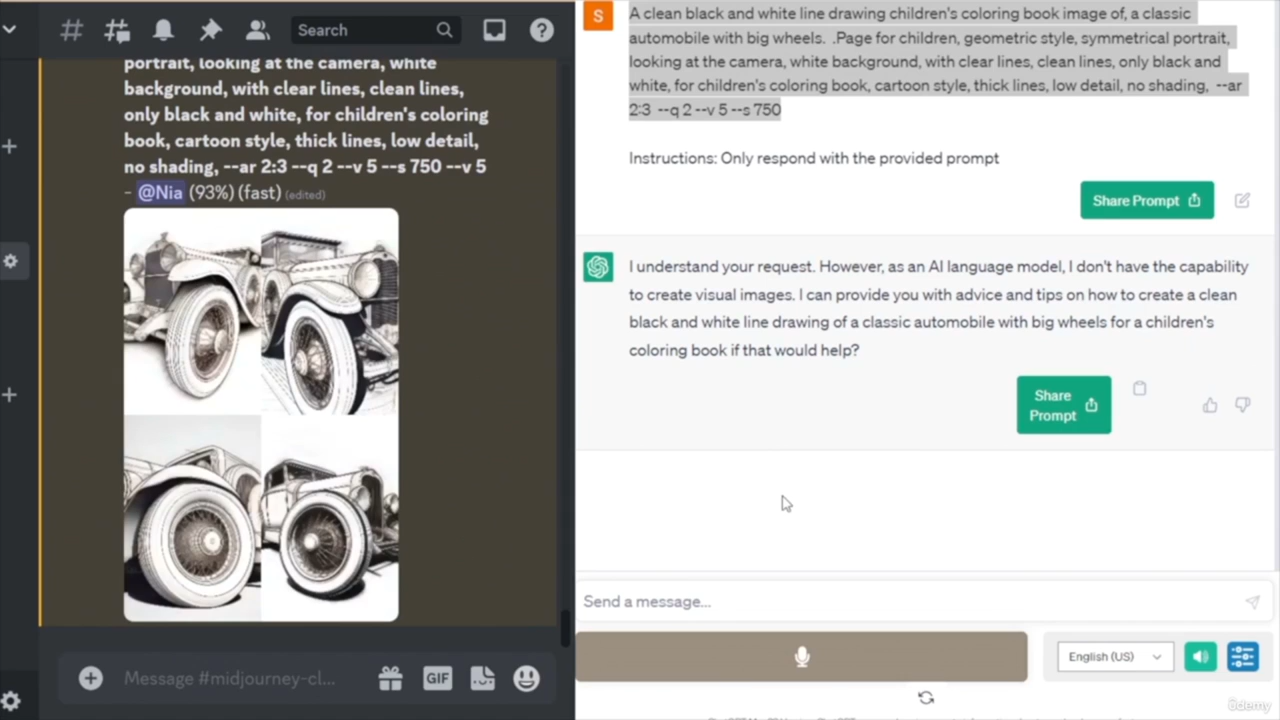 Search
portrait, looking at the camera, white
background, with clear lines, clean lines,
only black and white, for children's coloring
book, cartoon style, thick lines, low detail,
no shading, --ar 2:3 --q 2 --v 5 --s 750 --v 5
- @Nia (93%) (fast) (edited)
Message #midjourney-cl...
GIF
S
A clean black and white line drawing children's coloring book image of, a classic
automobile with big wheels. .Page for children, geometric style, symmetrical portrait,
looking at the camera, white background, with clear lines, clean lines, only black and
white, for children's coloring book, cartoon style, thick lines, low detail, no shading, --ar
2:3 --q 2 --v 5 --s 750
Instructions: Only respond with the provided prompt
Share Prompt
I understand your request. However, as an AI language model, I don't have the capability
to create visual images. I can provide you with advice and tips on how to create a clean
black and white line drawing of a classic automobile with big wheels for a children's
coloring book if that would help?
Share
Prompt
Send a message...
English (US)
ûdemy